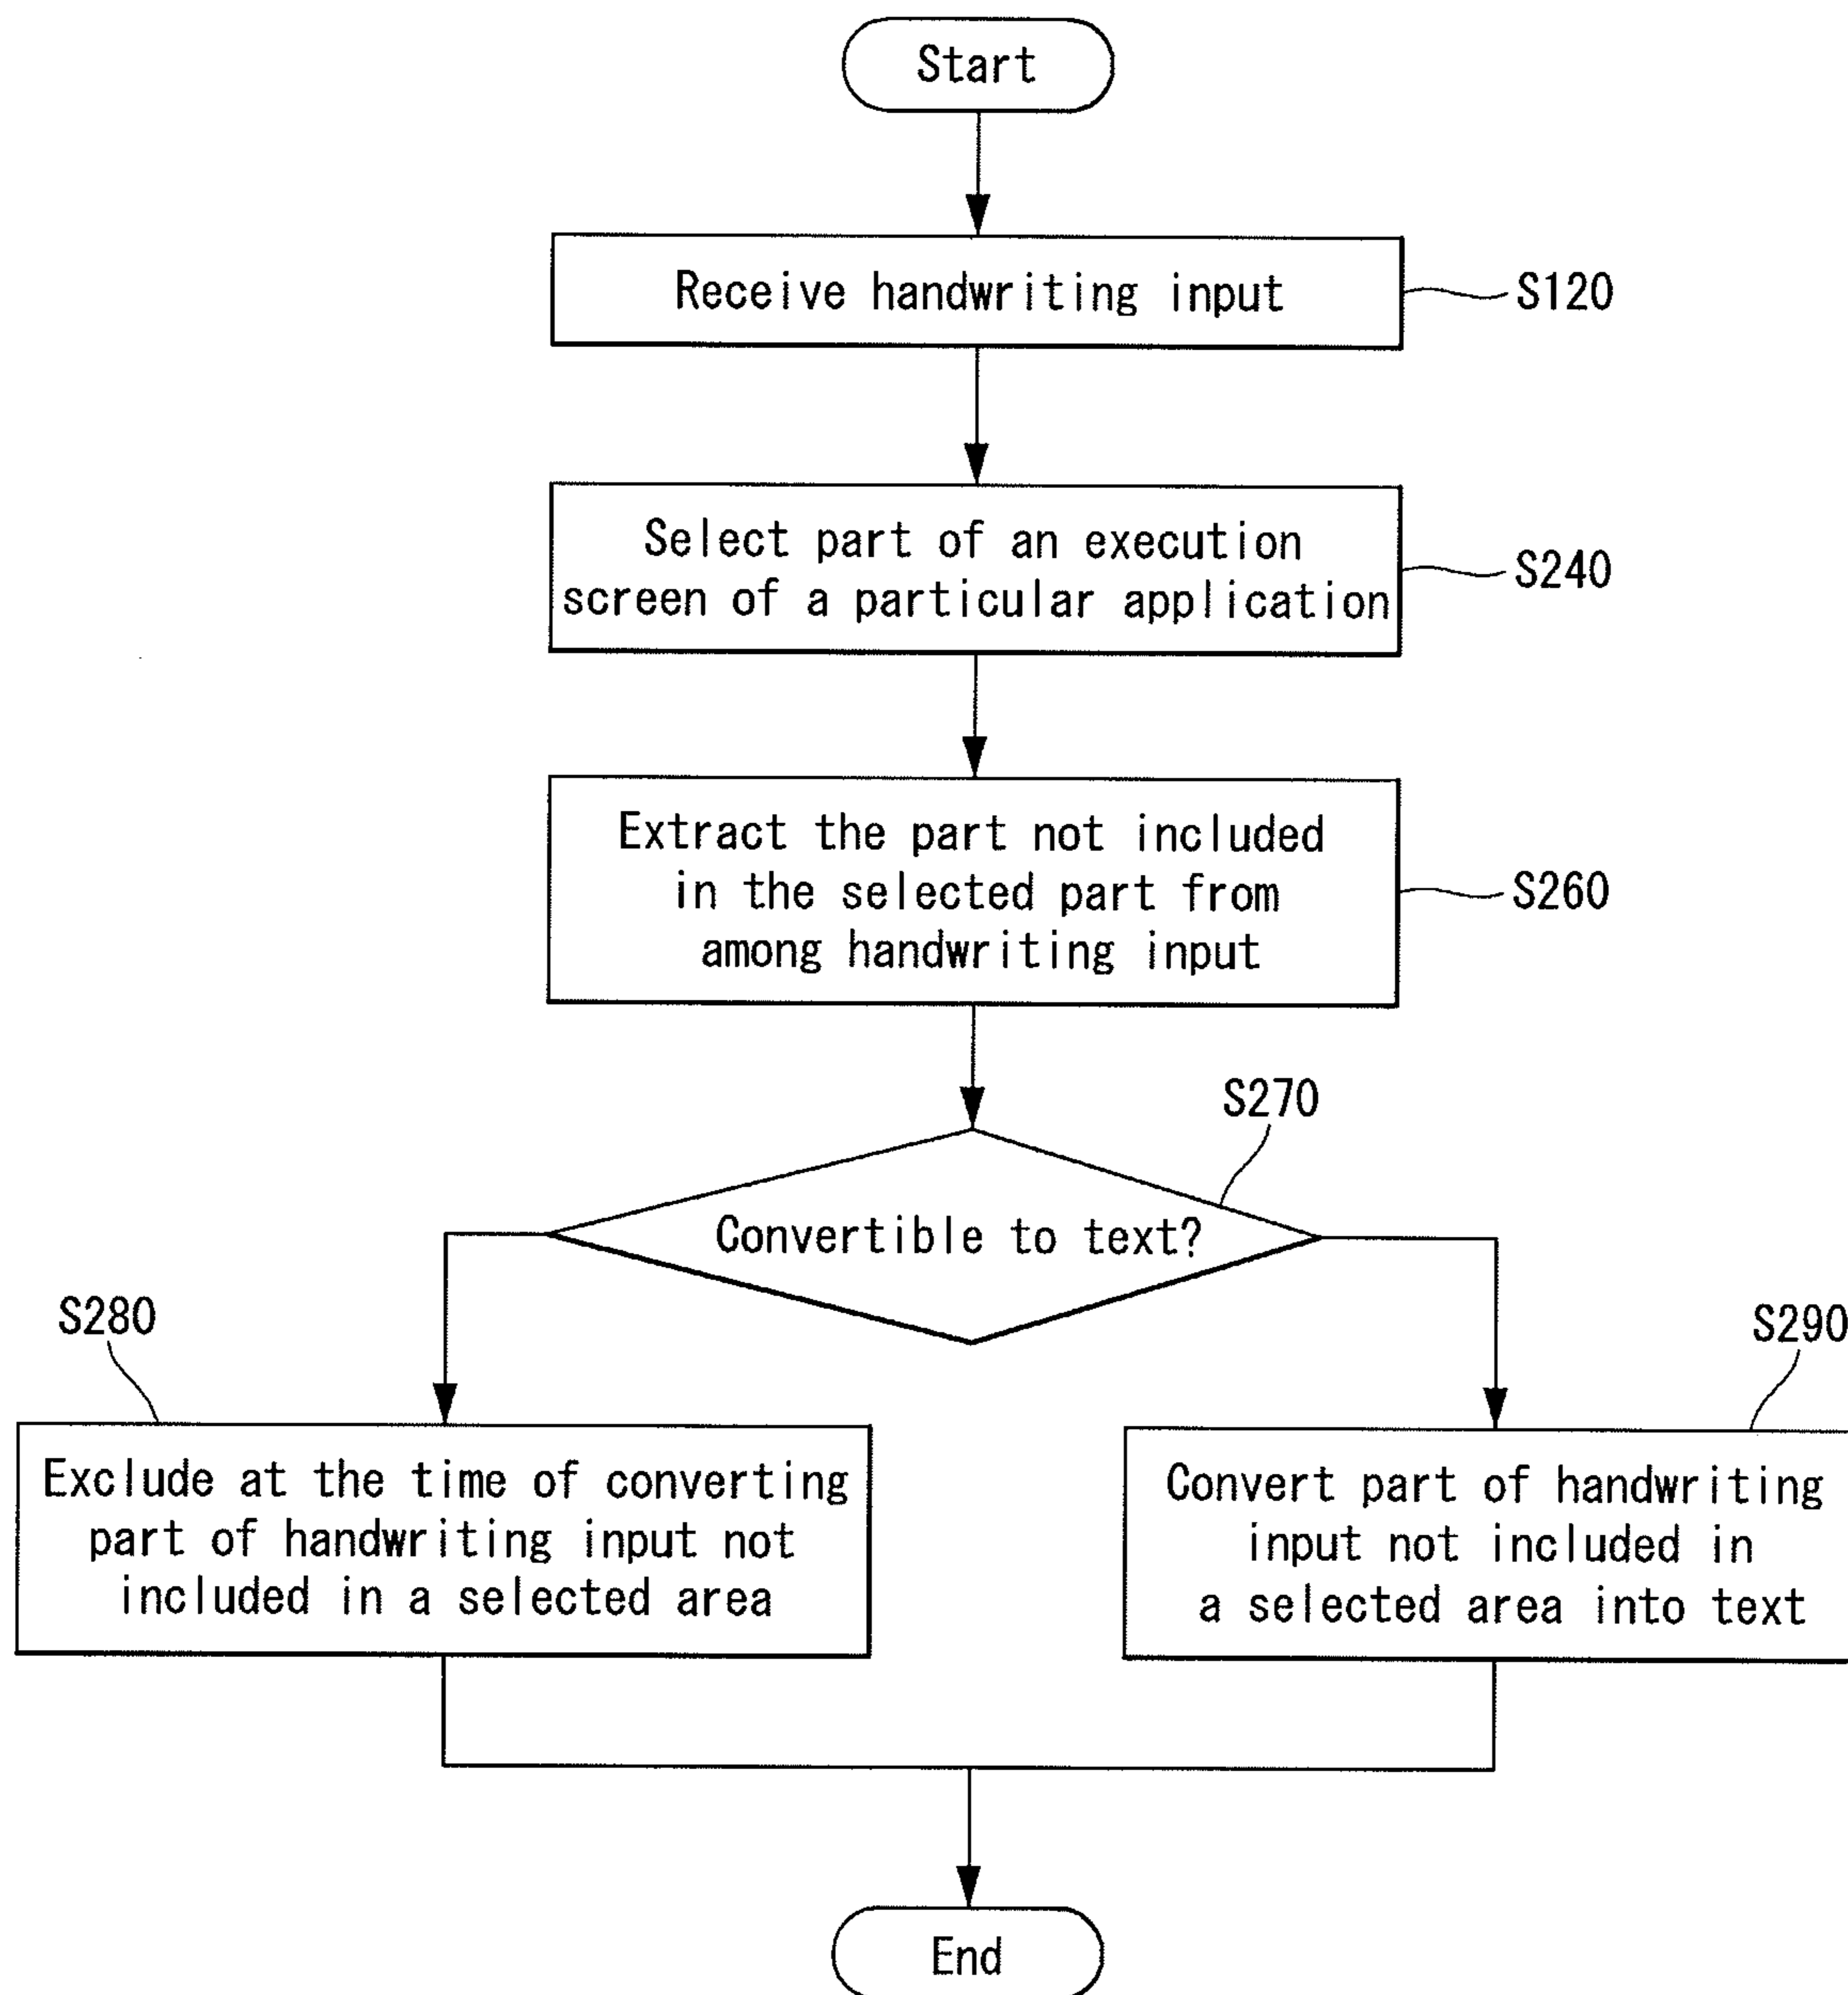 Start
Receive handwriting input
S120
Select part of an execution
screen of a particular application
S240
Extract the part not included
in the selected part from
among handwriting input
S260
S270
Convertible to text?
S280
Exclude at the time of converting
part of handwriting input not
included in a selected area
S290
Convert part of handwriting
input not included in
a selected area into text
End